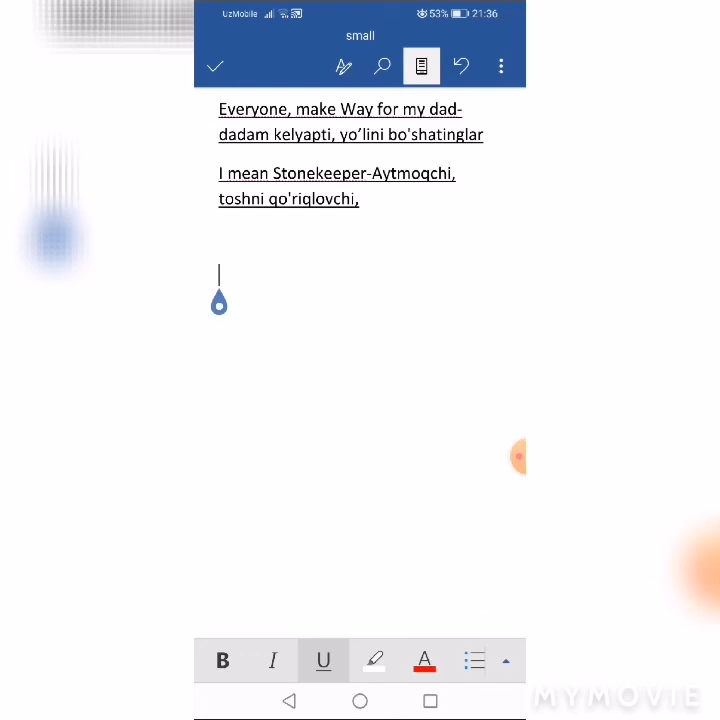 UzMobile 53% 21:36
small
Everyone, make Way for my dad-
dadam kelyapti, yo’lini bo'shatinglar
I mean Stonekeeper-Aytmoqchi,
toshni qo'riqlovchi,
B I U A
MYMOVIE